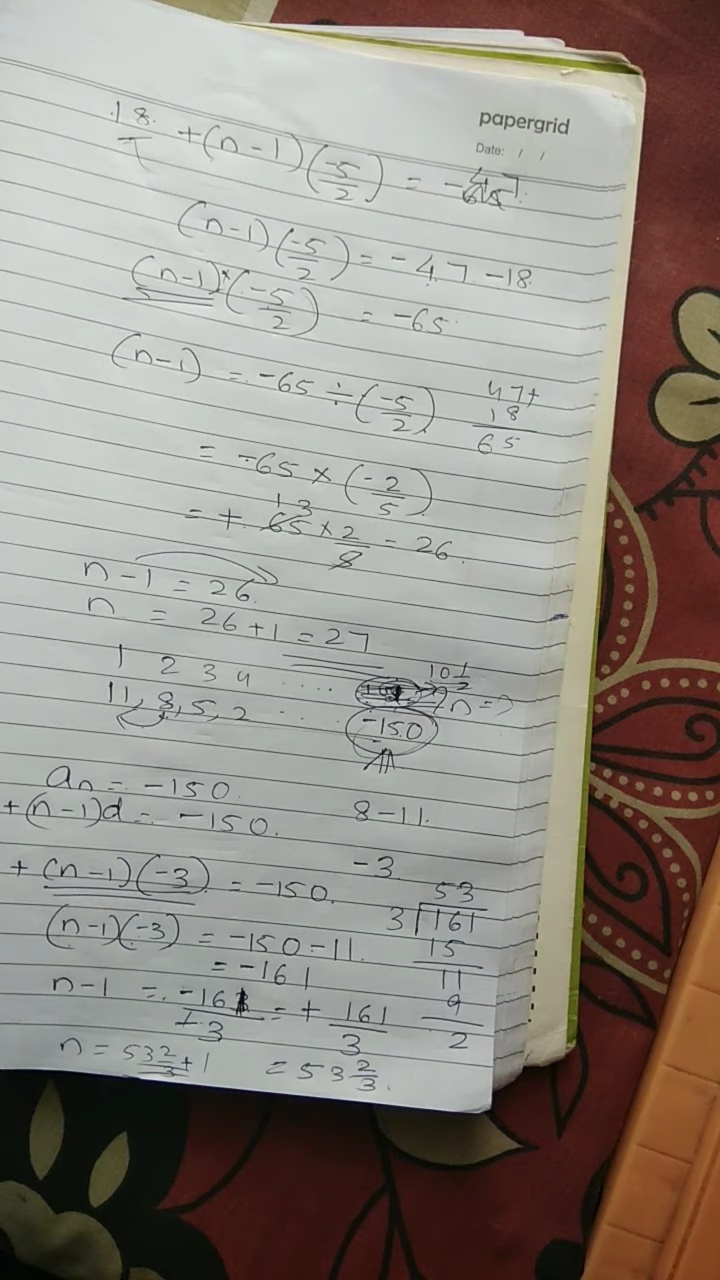 papergrid
Date: / /
18 + (n-1)(-5/2) = -47
(n-1)(-5/2) = -47-18
(n-1)×(-5/2) = -65
(n-1) = -65 ÷ (-5/2)
47+
18
65
= -65 × (-2/5)
13
= + 65×2/5 = 26
n-1 = 26
n = 26+1 = 27
1 2 3 4 ....
10 1/2
11, 8, 5, 2 ...
n=?
-150
an = -150.
+(n-1)d = -150.
8-11.
-3
+ (n-1)(-3) = -150.
53
3 161
(n-1)(-3) = -150-11.
15
= -161
11
n-1 = -161/-3 = + 161/3
9
2
n = 53 2/3 + 1 = 53 2/3.